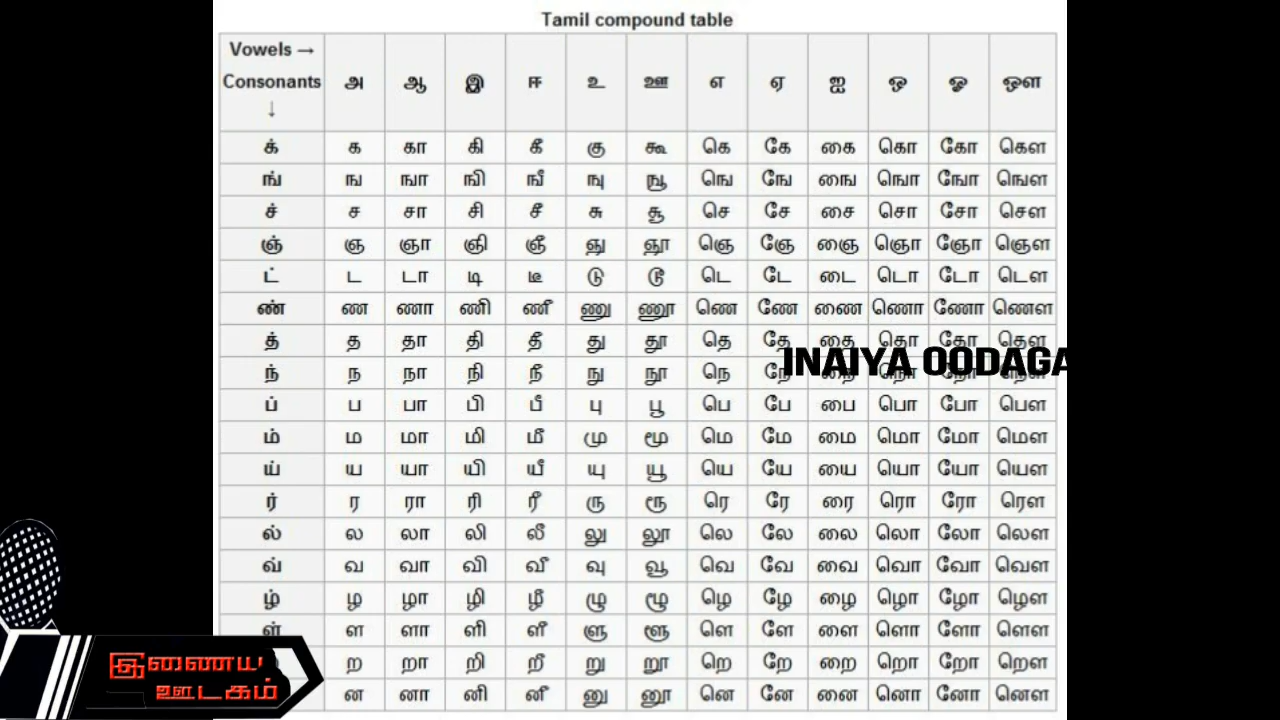 Tamil compound table
Vowels →
Consonants அ ஆ இ ஈ உ ஊ எ ஏ ஐ ஒ ஓ ஔ
↓
க் க கா கி கீ கு கூ கெ கே கை கொ கோ கௌ
ங் ங ஙா ஙி ஙீ ஙு ஙூ ஙெ ஙே ஙை ஙொ ஙோ ஙௌ
ச் ச சா சி சீ சு சூ செ சே சை சொ சோ சௌ
ஞ் ஞ ஞா ஞி ஞீ ஞு ஞூ ஞெ ஞே ஞை ஞொ ஞோ ஞௌ
ட் ட டா டி டீ டு டூ டெ டே டை டொ டோ டௌ
ண் ண ணா ணி ணீ ணு ணூ ணெ ணே ணை ணொ ணோ ணௌ
த் த தா தி தீ து தூ தெ தே தை தொ தோ தௌ
INAIYA OODAGA
ந் ந நா நி நீ நு நூ நெ நே நை நொ நோ நௌ
ப் ப பா பி பீ பு பூ பெ பே பை பொ போ பௌ
ம் ம மா மி மீ மு மூ மெ மே மை மொ மோ மௌ
ய் ய யா யி யீ யு யூ யெ யே யை யொ யோ யௌ
ர் ர ரா ரி ரீ ரு ரூ ரெ ரே ரை ரொ ரோ ரௌ
ல் ல லா லி லீ லு லூ லெ லே லை லொ லோ லௌ
வ் வ வா வி வீ வு வூ வெ வே வை வொ வோ வௌ
ழ் ழ ழா ழி ழீ ழு ழூ ழெ ழே ழை ழொ ழோ ழௌ
ள் ள ளா ளி ளீ ளு ளூ ளெ ளே ளை ளொ ளோ ளௌ
ற றா றி றீ று றூ றெ றே றை றொ றோ றௌ
ன னா னி னீ னு னூ னெ னே னை னொ னோ னௌ
இணைய
ஊடகம்